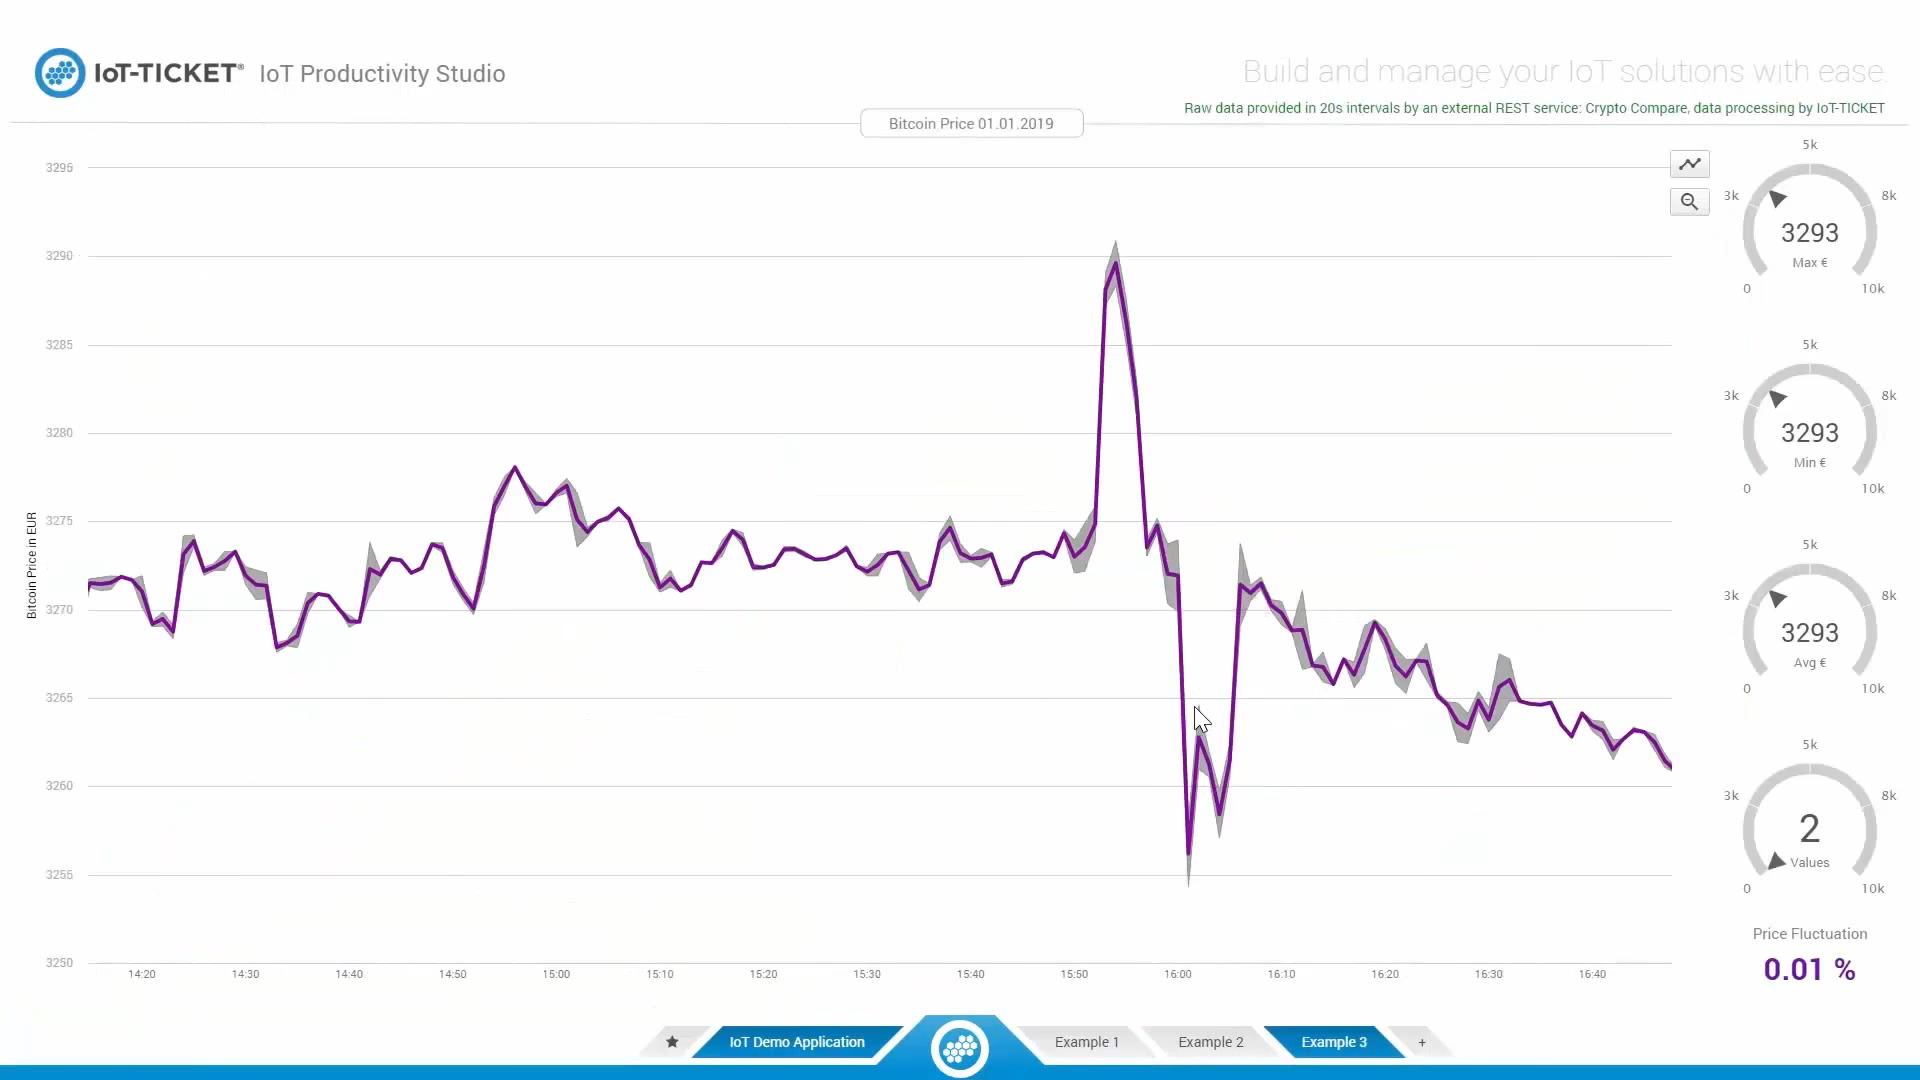 IoT-TICKET® IoT Productivity Studio
Build and manage your IoT solutions with ease.
Raw data provided in 20s intervals by an external REST service: Crypto Compare, data processing by IoT-TICKET
Bitcoin Price 01.01.2019
Bitcoin Price in EUR
3295
3290
3285
3280
3275
3270
3265
3260
3255
3250
14:20 14:30 14:40 14:50 15:00 15:10 15:20 15:30 15:40 15:50 16:00 16:10 16:20 16:30 16:40
5k
3k 8k
3293
Max €
0 10k
5k
3k 8k
3293
Min €
0 10k
5k
3k 8k
3293
Avg €
0 10k
5k
3k 8k
2
Values
0 10k
Price Fluctuation
0.01 %
IoT Demo Application Example 1 Example 2 Example 3 +